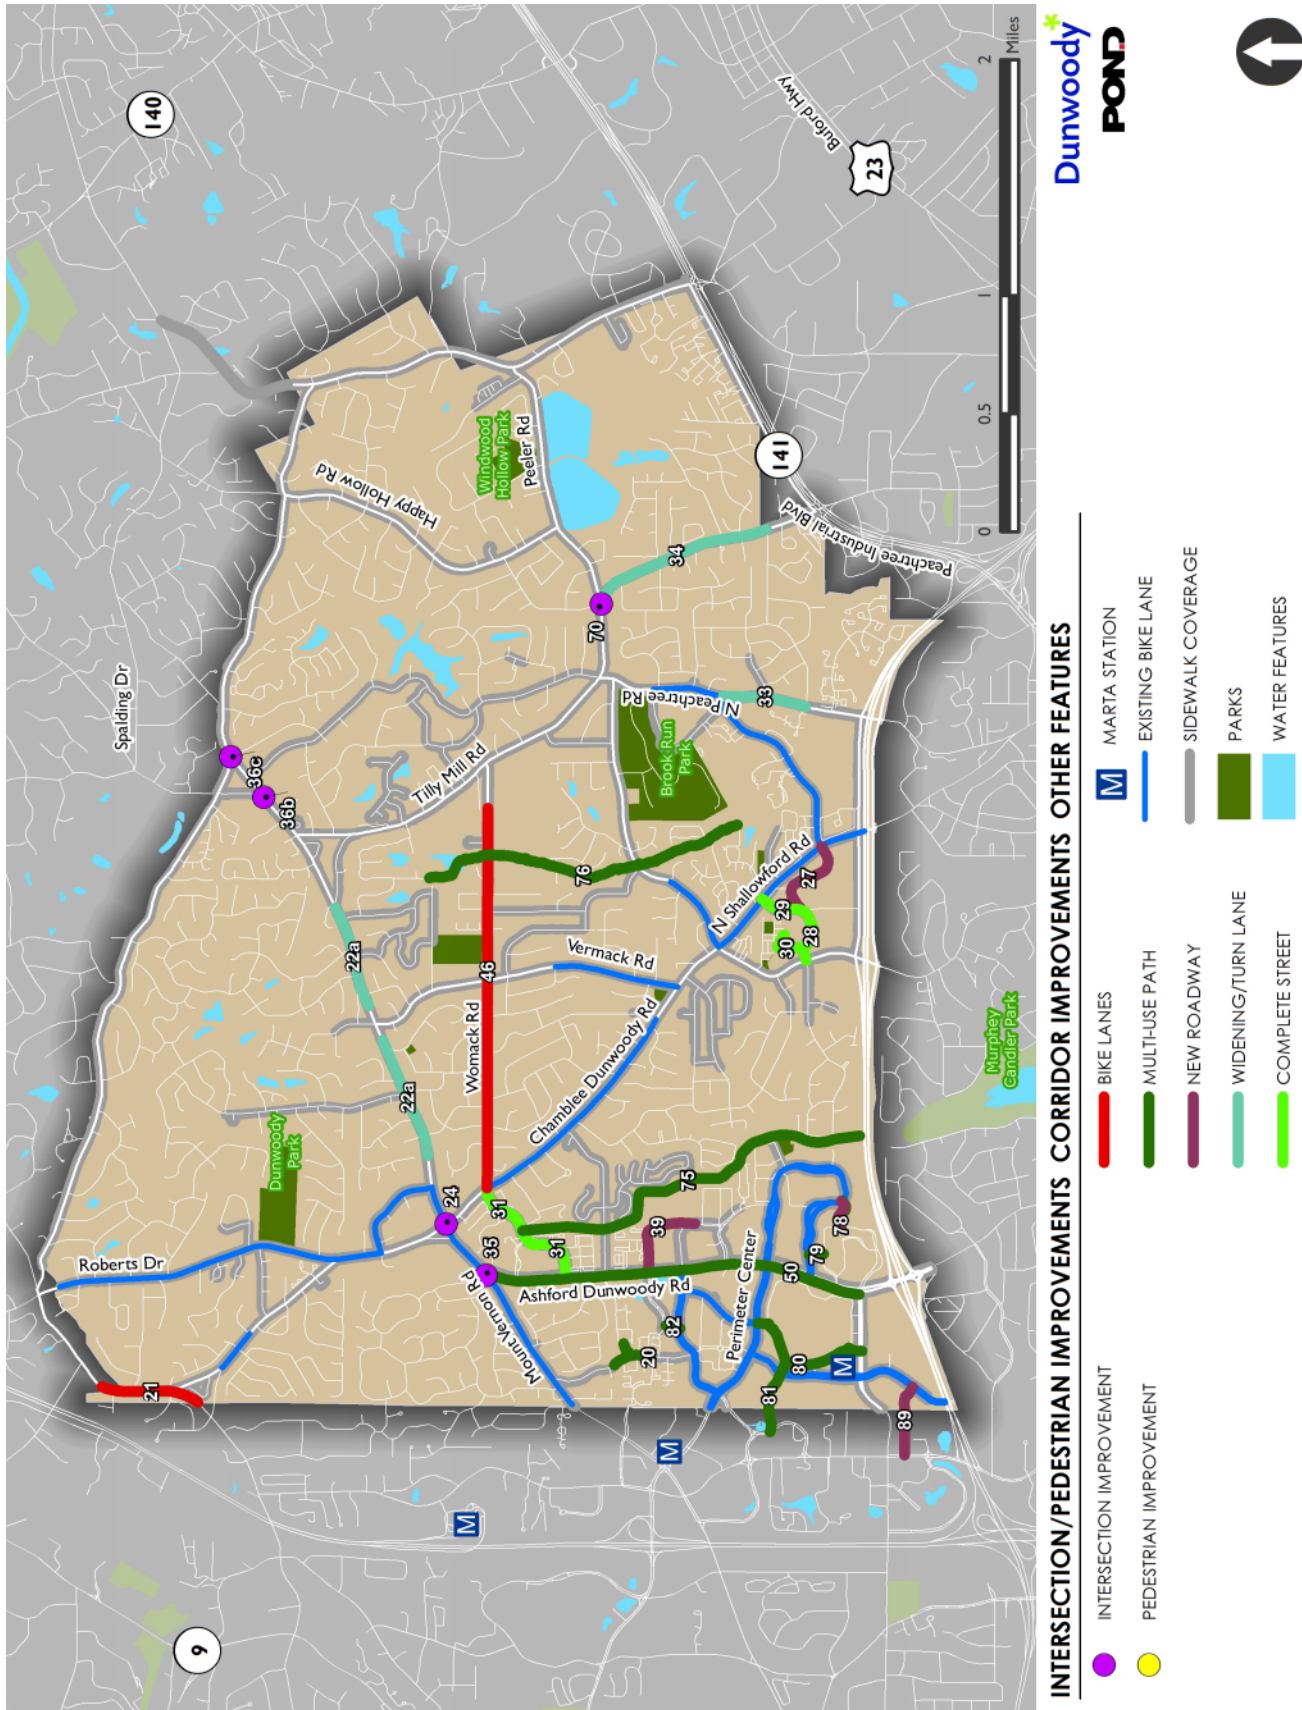 Spalding Dr
140
9
36c
36b
21
Roberts Dr
Dunwoody
Park
22a
22a
Happy Hollow Rd
Windwood
Hollow Park
Peeler Rd
Tilly Mill Rd
24
35
Mount Vernon Rd
Womack Rd
46
31
31
Vermack Rd
Chamblee Dunwoody Rd
76
70
34
Brook Run
Park
N Peachtree Rd
33
Ashford Dunwoody Rd
39
75
20
82
Perimeter Center
50
79
78
81
80
M
M
M
89
N Shallowford Rd
27
29
28
30
Murphey
Candler Park
141
Peachtree Industrial Blvd
Buford Hwy
23
0
0.5
1
2
Miles
Dunwoody*
POND
INTERSECTION/PEDESTRIAN IMPROVEMENTS
INTERSECTION IMPROVEMENT
PEDESTRIAN IMPROVEMENT
CORRIDOR IMPROVEMENTS
BIKE LANES
MULTI-USE PATH
NEW ROADWAY
WIDENING/TURN LANE
COMPLETE STREET
OTHER FEATURES
M
MARTA STATION
EXISTING BIKE LANE
SIDEWALK COVERAGE
PARKS
WATER FEATURES